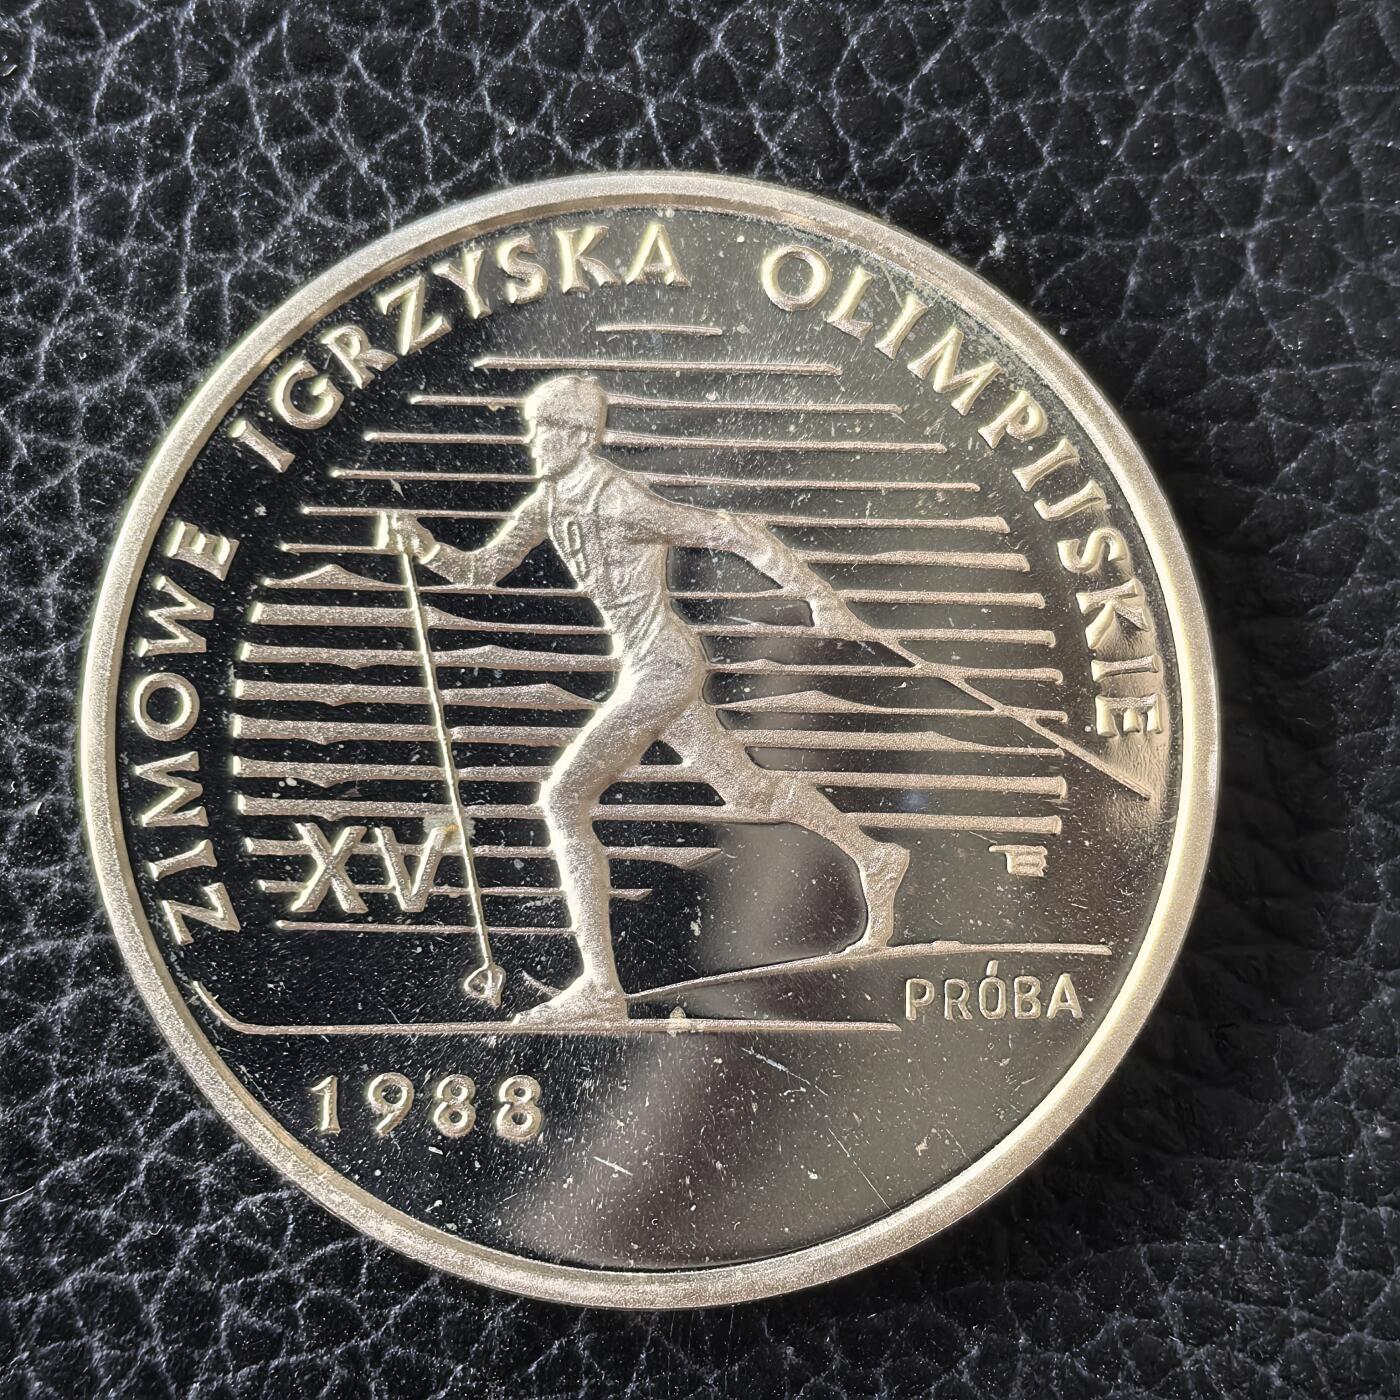 ZIMOWE IGRZYSKA OLIMPIJSKIE
XV
PRÓBA
1988